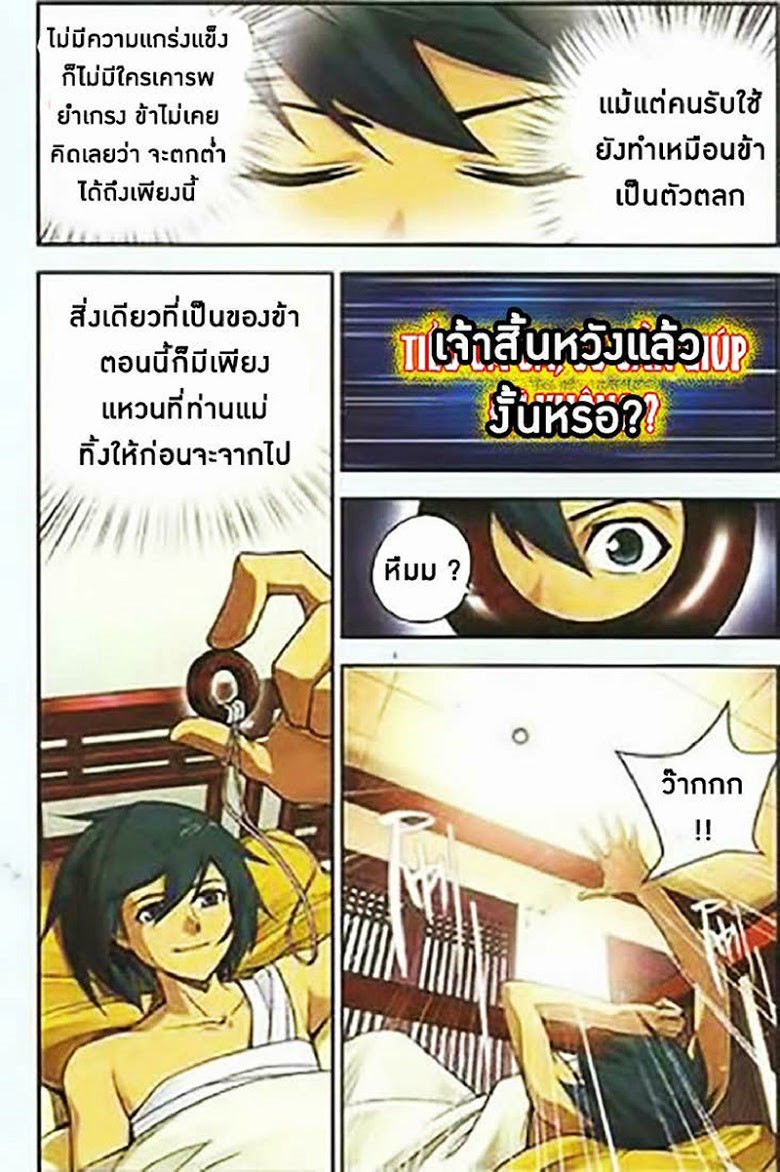 ไม่มีความแกร่งแข็ง
ก็ไม่มีใครเคารพ
ยำเกรง ข้าไม่เคย
คิดเลยว่า จะตกต่ำ
ได้ถึงเพียงนี้
แม้แต่คนรับใช้
ยังทำเหมือนข้า
เป็นตัวตลก
สิ่งเดียวที่เป็นของข้า
ตอนนี้ก็มีเพียง
แหวนที่ท่านแม่
ทิ้งให้ก่อนจะจากไป
เจ้าสิ้นหวังแล้ว
งั้นหรอ?
หืมม ?
ว๊ากกก
!!